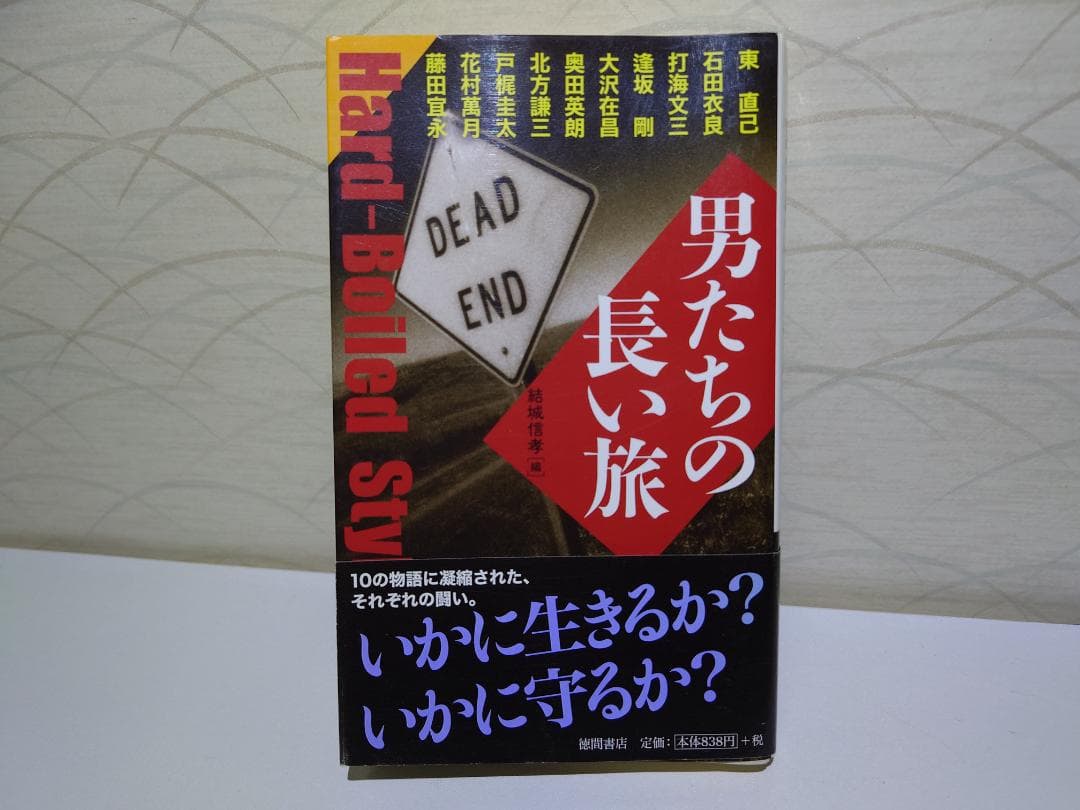 東 直己
石田衣良
打海文三
逢坂 剛
大沢在昌
奥田英朗
北方謙三
戸梶圭太
花村萬月
藤田宜永
Hard-Boiled Sty
DEAD
END
男たちの
長い旅
結城信孝[編]
10の物語に凝縮された、
それぞれの闘い。
いかに生きるか?
いかに守るか?
徳間書店 定価:本体838円+税